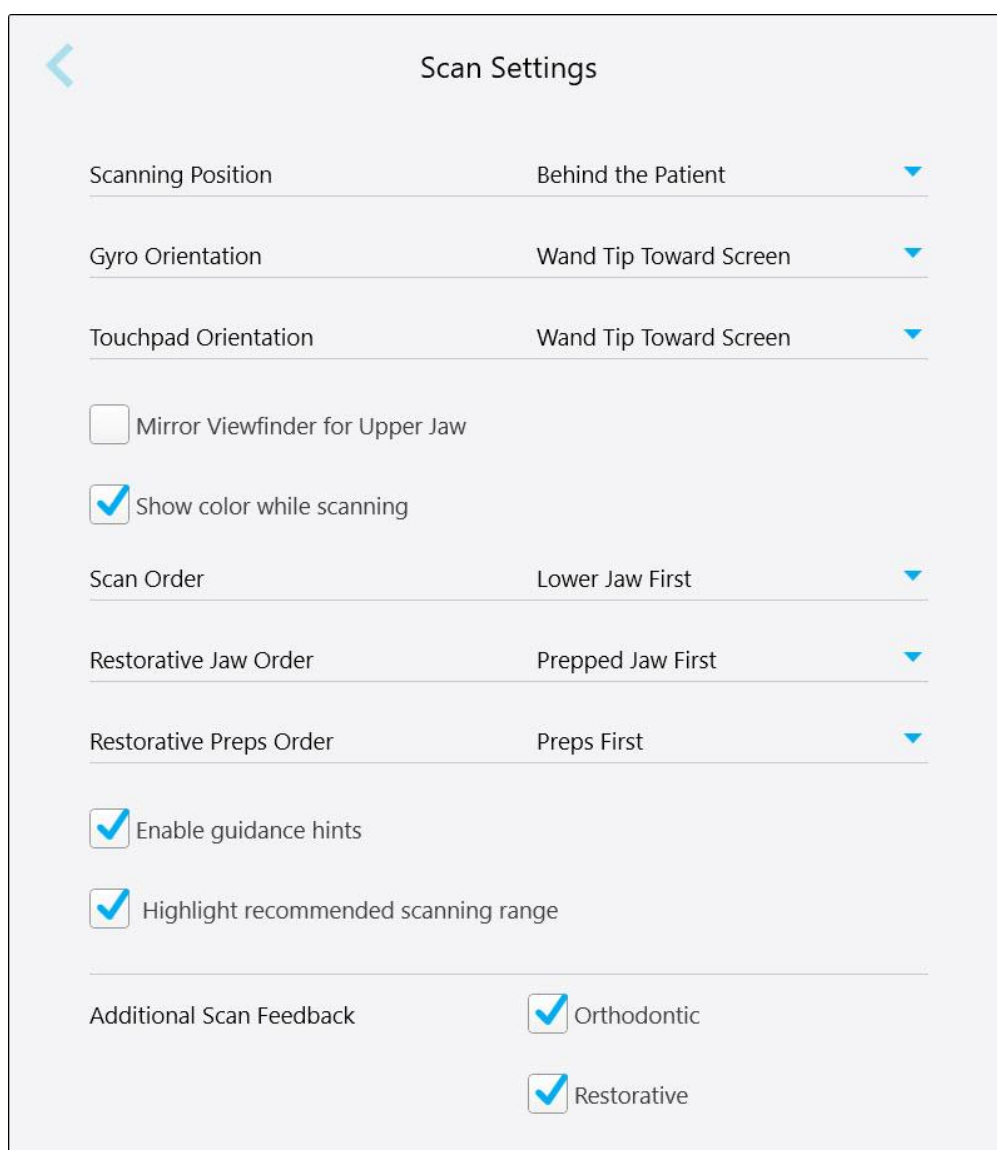 Scan Settings
Scanning Position Behind the Patient
Gyro Orientation Wand Tip Toward Screen
Touchpad Orientation Wand Tip Toward Screen
Mirror Viewfinder for Upper Jaw
Show color while scanning
Scan Order Lower Jaw First
Restorative Jaw Order Prepped Jaw First
Restorative Preps Order Preps First
Enable guidance hints
Highlight recommended scanning range
Additional Scan Feedback Orthodontic
Restorative